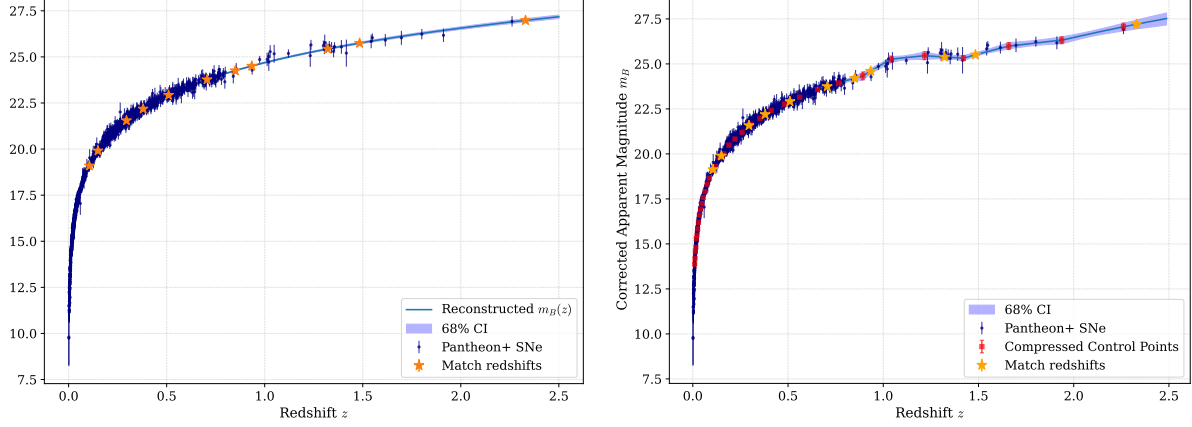 27.5
25.0
22.5
20.0
17.5
15.0
12.5
10.0
7.5
0.0 0.5 1.0 1.5 2.0 2.5
Redshift z
Reconstructed m_B(z)
68% CI
Pantheon+ SNe
Match redshifts
Corrected Apparent Magnitude m_B
27.5
25.0
22.5
20.0
17.5
15.0
12.5
10.0
7.5
0.0 0.5 1.0 1.5 2.0 2.5
Redshift z
68% CI
Pantheon+ SNe
Compressed Control Points
Match redshifts